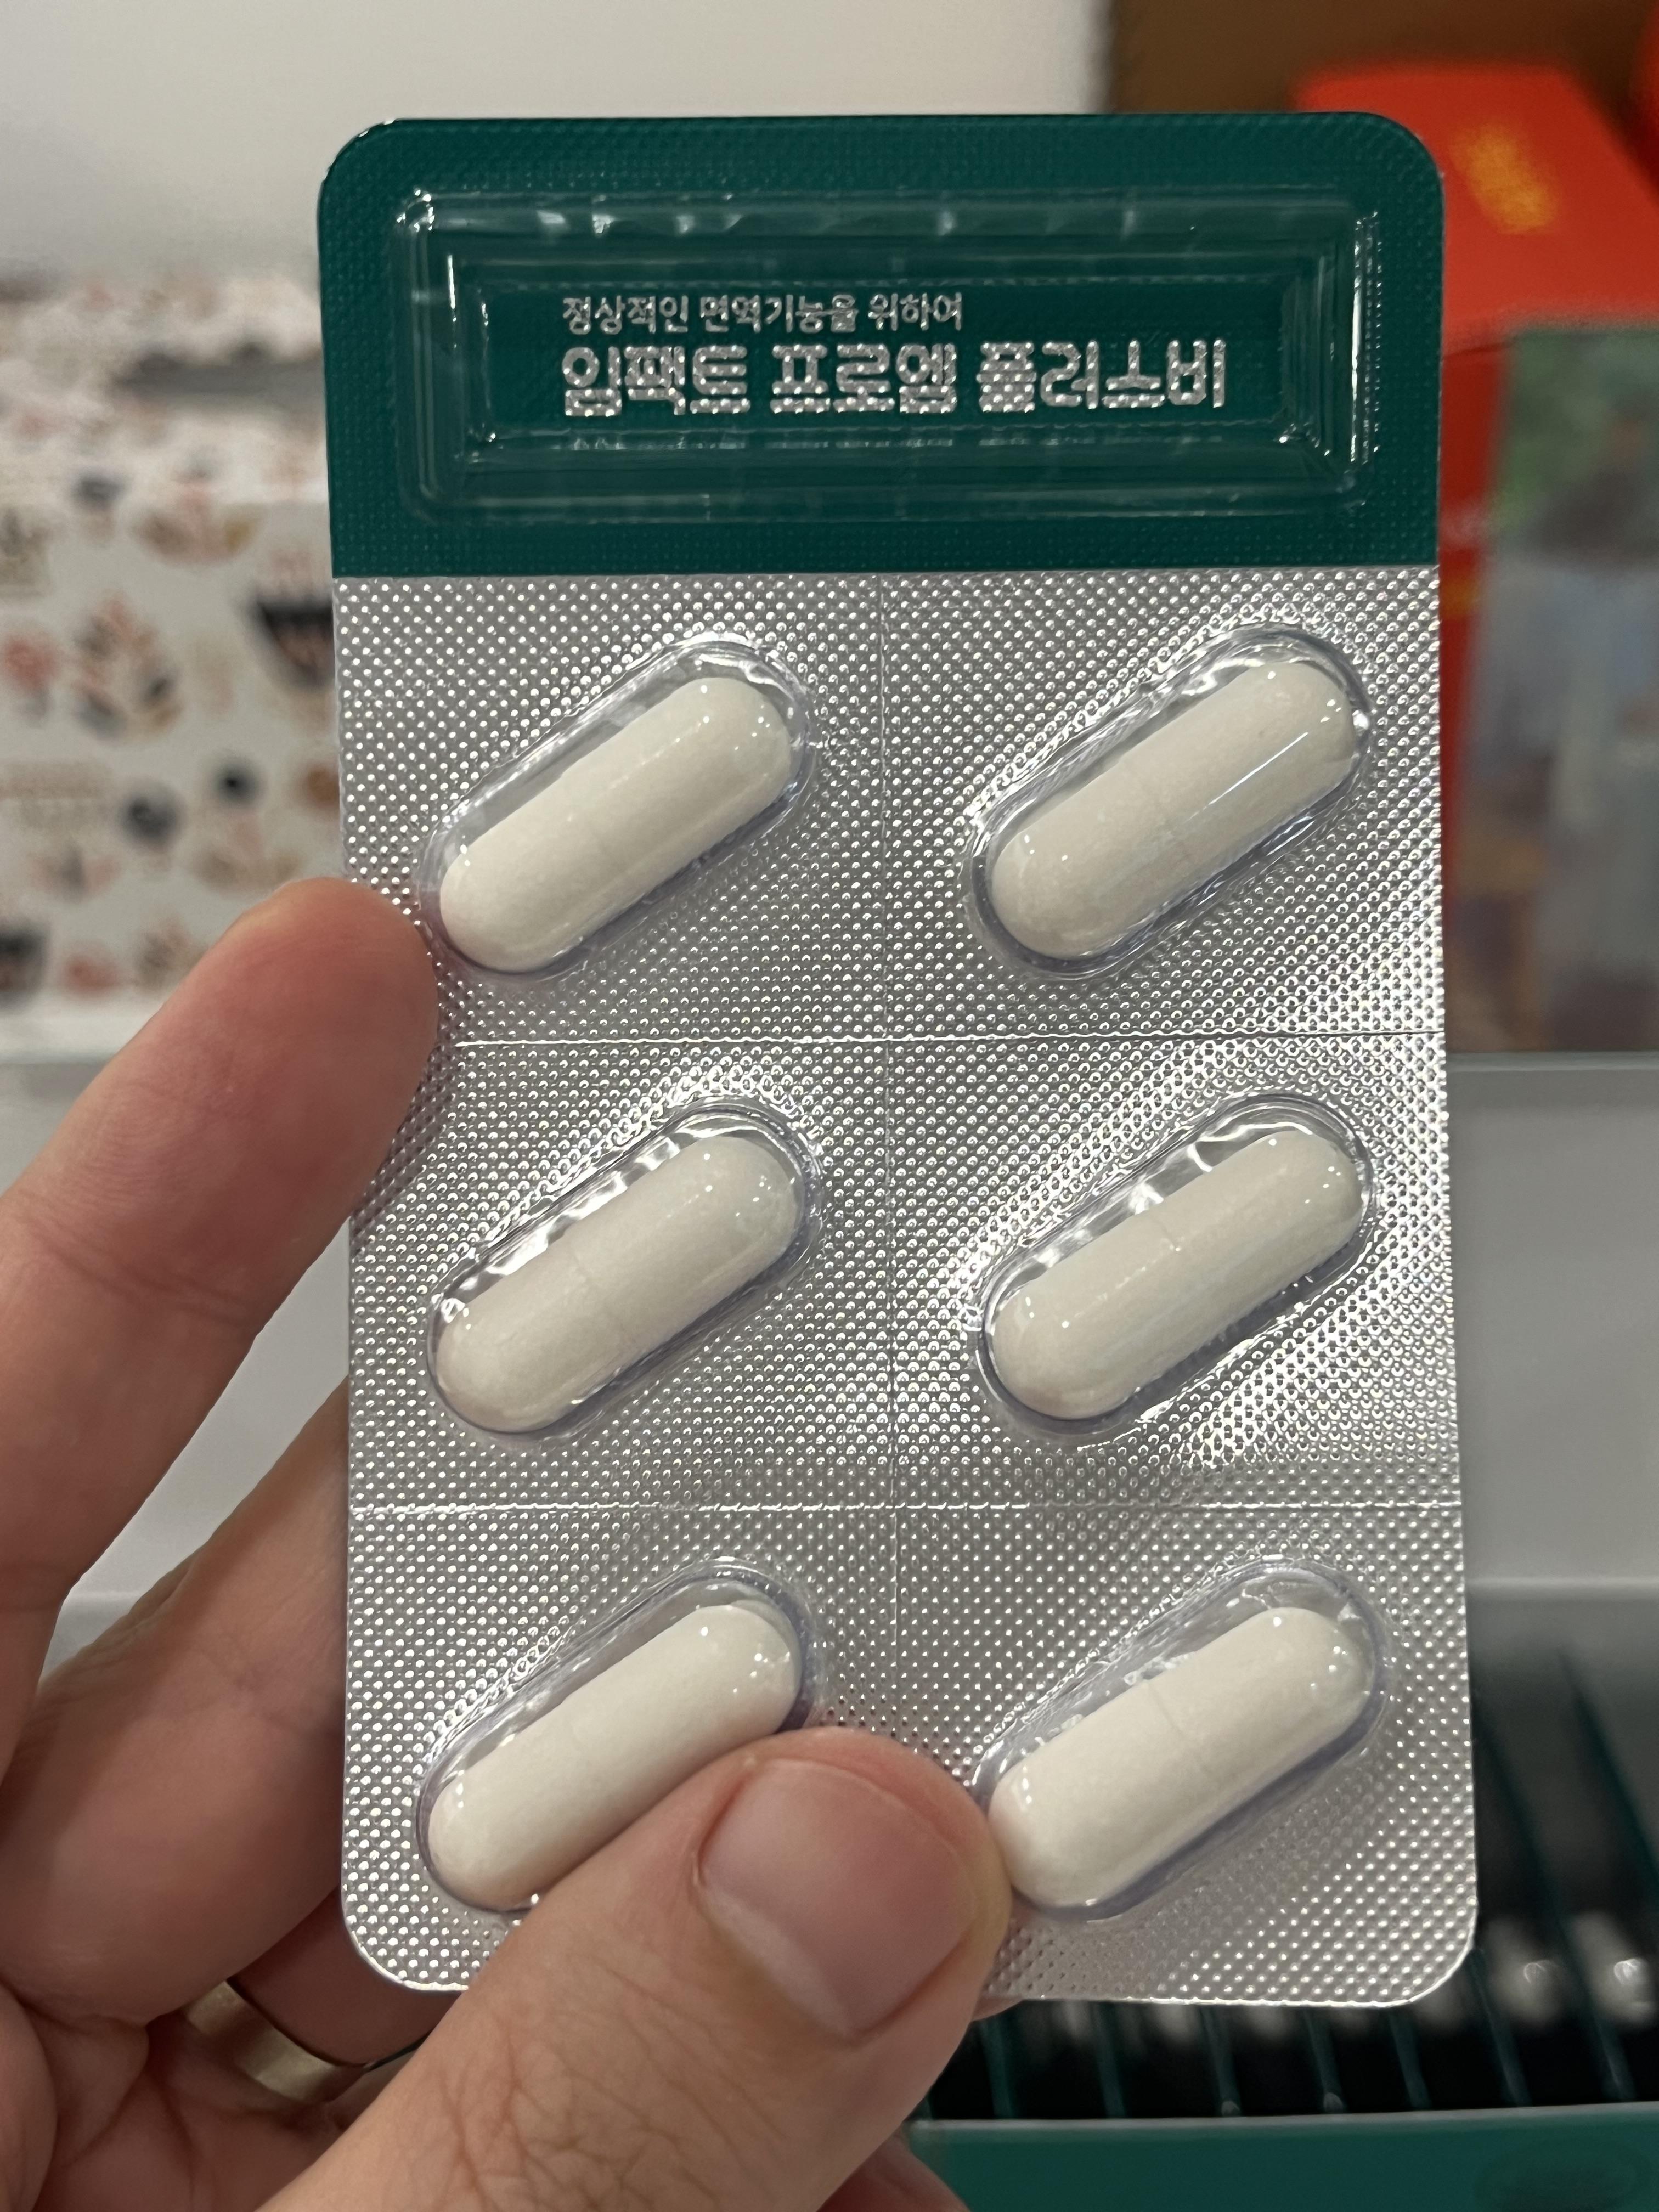 정상적인 면역기능을 위하여
임팩트 프로엠 플러스비